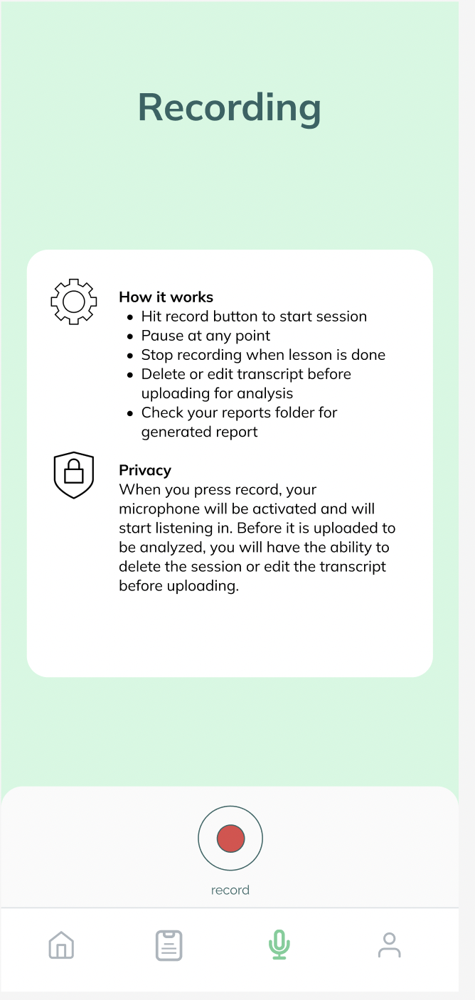 Recording
How it works
• Hit record button to start session
• Pause at any point
• Stop recording when lesson is done
• Delete or edit transcript before
uploading for analysis
• Check your reports folder for
generated report
Privacy
When you press record, your
microphone will be activated and will
start listening in. Before it is uploaded to
be analyzed, you will have the ability to
delete the session or edit the transcript
before uploading.
record